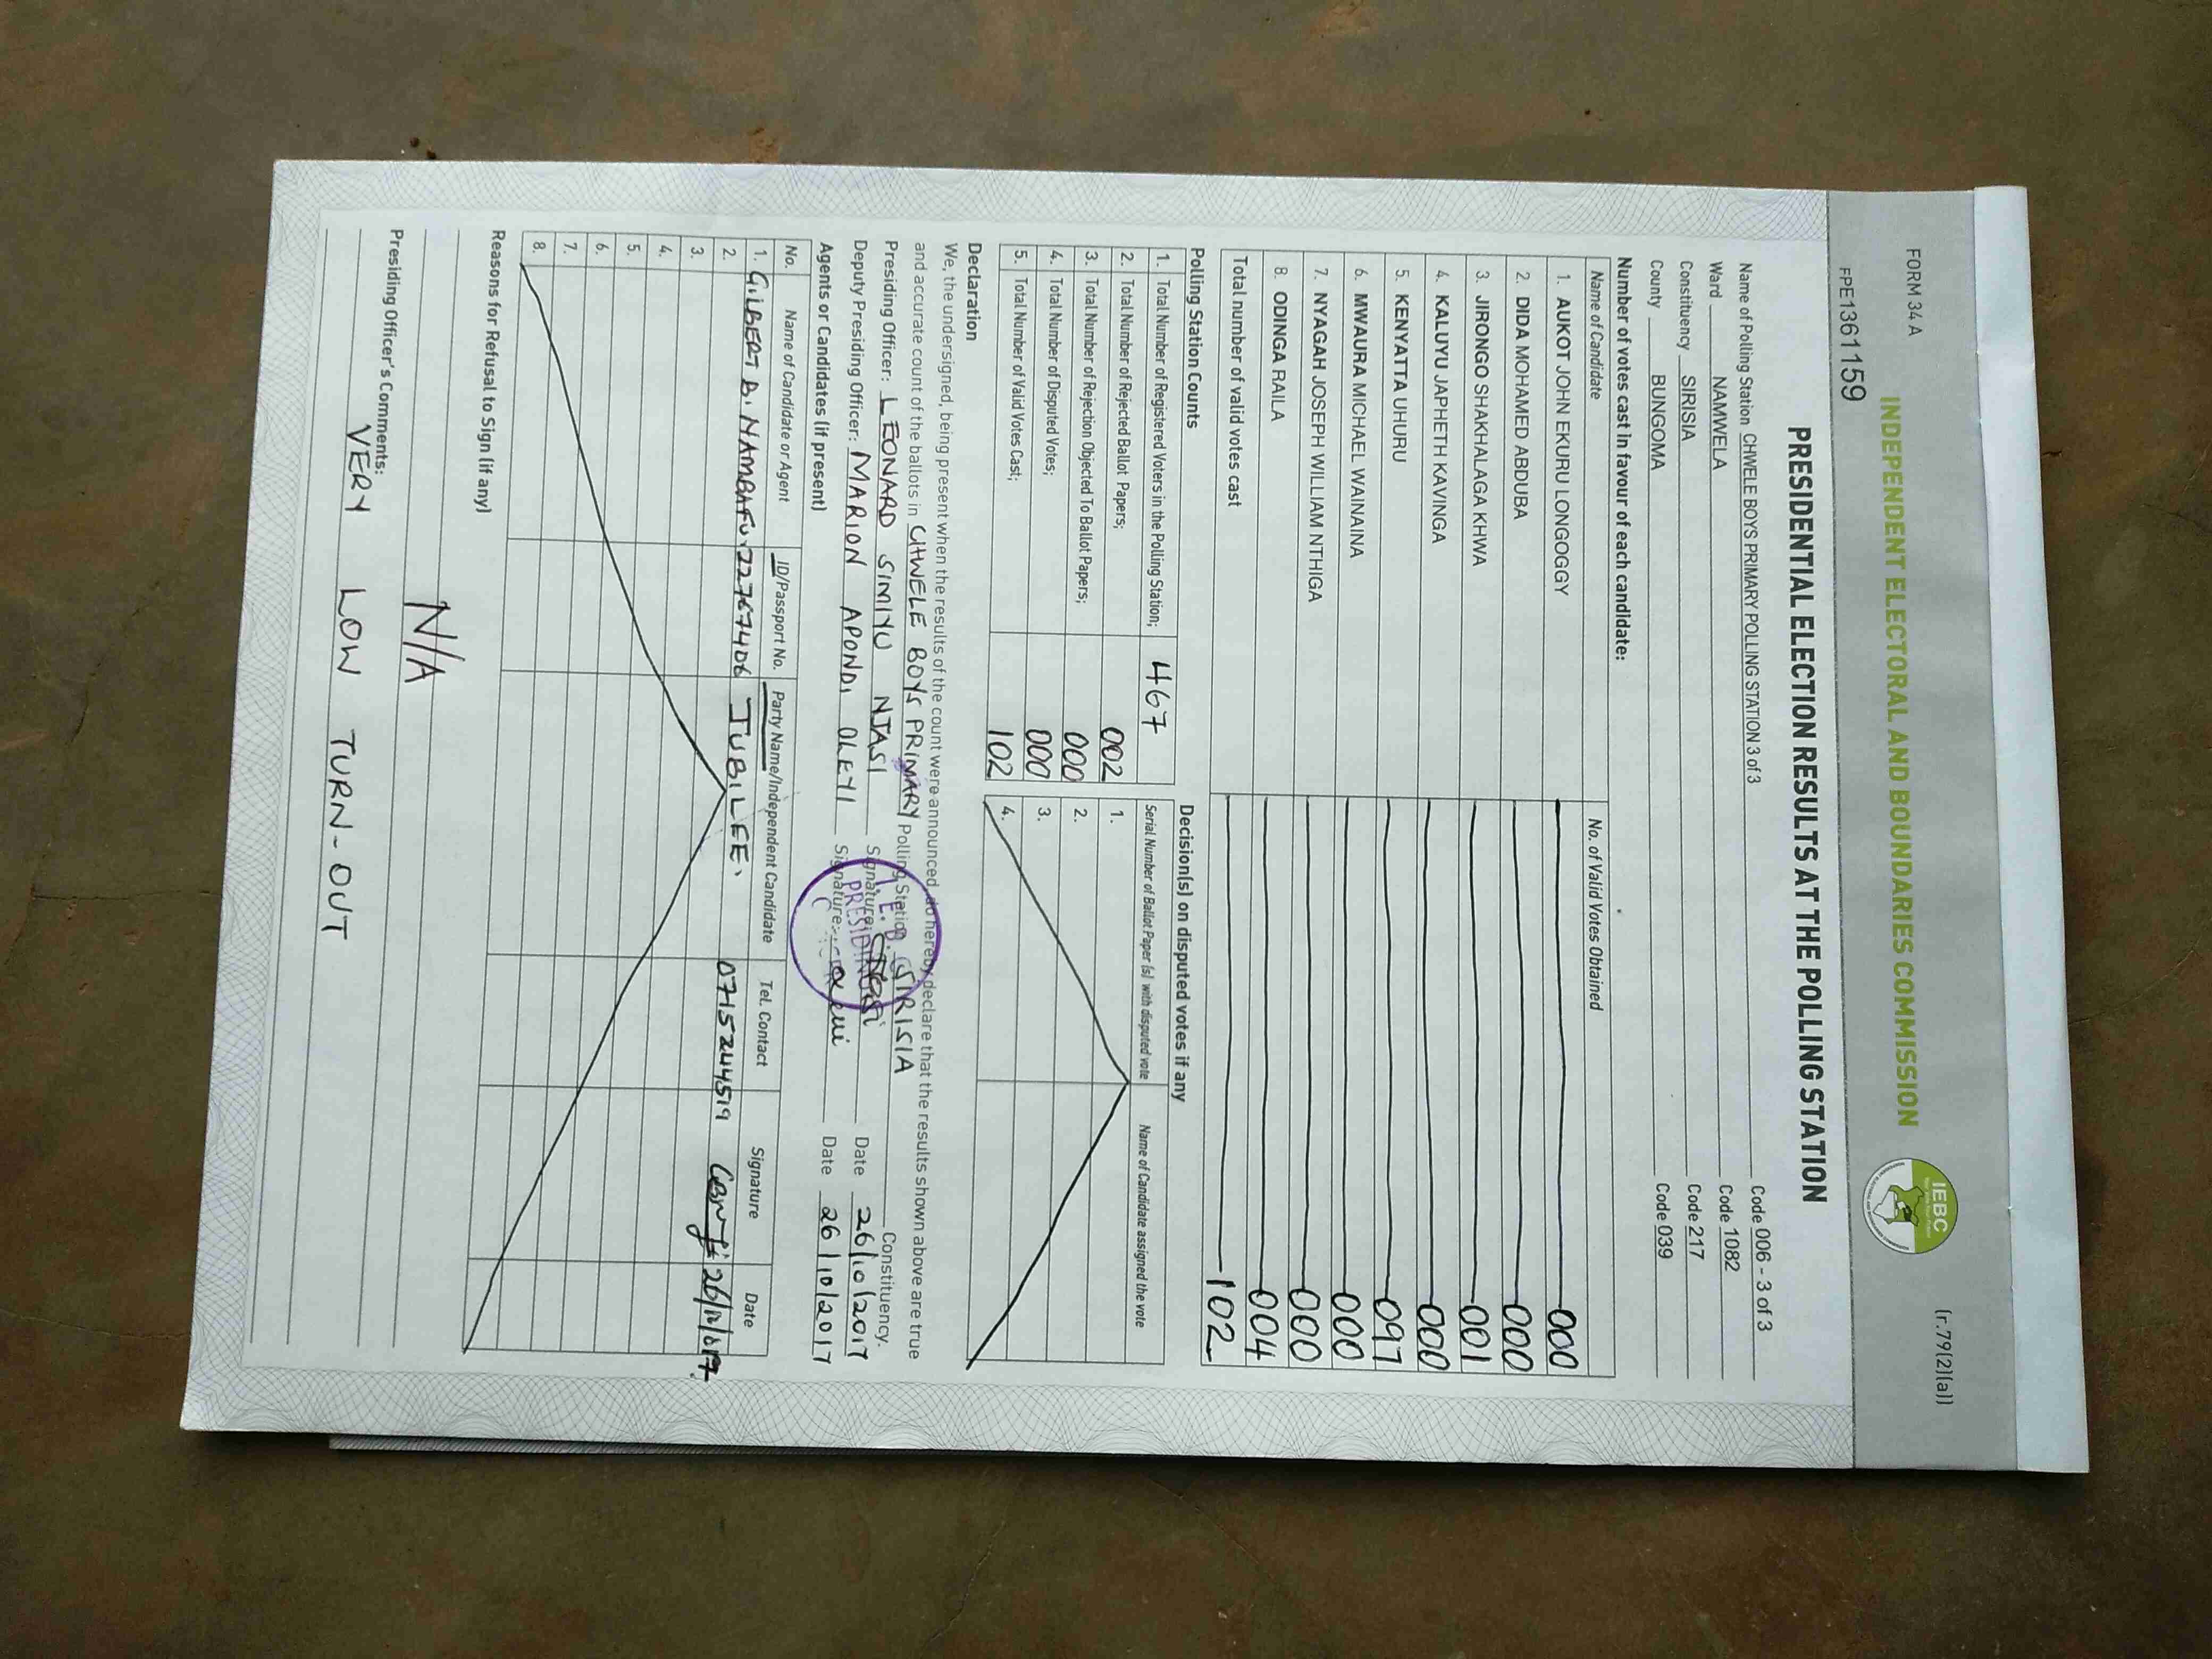 FORM 34 A
(r.79(2)(a))
INDEPENDENT ELECTORAL AND BOUNDARIES COMMISSION
IEBC
FPE1361159
PRESIDENTIAL ELECTION RESULTS AT THE POLLING STATION
Name of Polling Station CHWELE BOYS PRIMARY POLLING STATION 3 of 3 Code 006 - 3 of 3
Ward NAMWELA Code 1082
Constituency SIRISIA Code 217
County BUNGOMA Code 039
Number of votes cast in favour of each candidate:
Name of Candidate No. of Valid Votes Obtained
1. AUKOT JOHN EKURU LONGOGGY 000
2. DIDA MOHAMED ABDUBA 000
3. JIRONGO SHAKHALAGA KHWA 001
4. KALUYU JAPHETH KAVINGA 000
5. KENYATTA UHURU 097
6. MWAURA MICHAEL WAINAINA 000
7. NYAGAH JOSEPH WILLIAM NTHIGA 000
8. ODINGA RAILA 004
Total number of valid votes cast 102
Polling Station Counts
1. Total Number of Registered Voters in the Polling Station; 467
2. Total Number of Rejected Ballot Papers; 002
3. Total Number of Rejection Objected To Ballot Papers; 000
4. Total Number of Disputed Votes; 000
5. Total Number of Valid Votes Cast; 102
Decision(s) on disputed votes if any
Serial Number of Ballot Paper (s) with disputed vote Name of Candidate assigned the vote
1.
2.
3.
4.
Declaration
We, the undersigned, being present when the results of the count were announced, do hereby declare that the results shown above are true
and accurate count of the ballots in CHWELE BOYS PRIMARY Polling Station SIRISIA Constituency.
Presiding Officer: LEONARD SIMIYU NJASI Signature: Date 26/10/2017
Deputy Presiding Officer: MARION APONDI OLEYI Signature: Date 26/10/2017
I.E.B.C
Agents or Candidates (if present)
No. Name of Candidate or Agent ID/Passport No. Party Name/Independent Candidate Tel. Contact Signature Date
1. GILBERT B. NAMBAFU. 22767406 JUBILEE. 0715244519
2.
3.
4.
5.
6.
7.
8.
Reasons for Refusal to Sign (if any)
N/A
Presiding Officer's Comments:
VERY LOW TURN-OUT